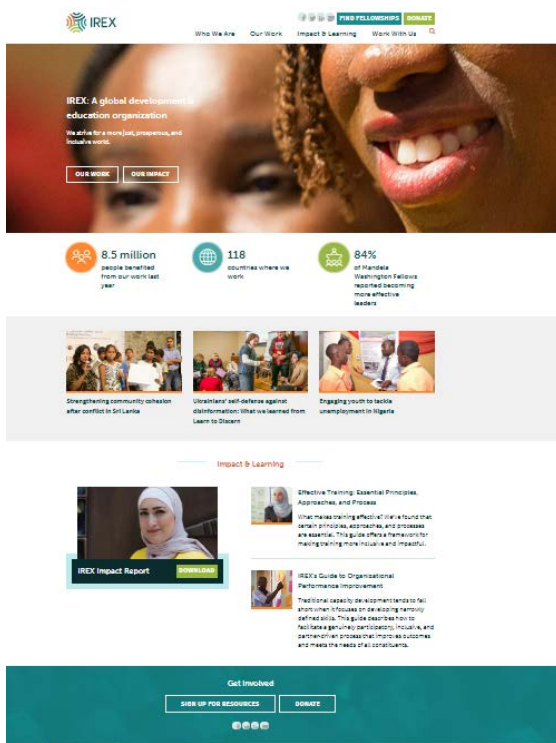 IREX
FIND FELLOWSHIPS
DONATE
Who We Are
Our Work
Impact & Learning
Work With Us
IREX: A global development &
education organization
We strive for a more just, prosperous, and
inclusive world.
OUR WORK
OUR IMPACT
8.5 million
people benefited
from our work last
year
118
countries where we
work
84%
of Mandela
Washington Fellows
reported becoming
more effective
leaders
Strengthening community cohesion
after conflict in Sri Lanka
Ukrainians' self-defense against
disinformation: What we learned from
Learn to Discern
Engaging youth to tackle
unemployment in Nigeria
Impact & Learning
IREX Impact Report
DOWNLOAD
Effective Training: Essential Principles,
Approaches, and Process
What makes training effective? We've found that
certain principles, approaches, and processes
are essential. This guide offers a framework for
making training more inclusive and impactful.
IREX's Guide to Organizational
Performance Improvement
Traditional capacity development tends to fall
short when it focuses on developing narrowly
defined skills. This guide describes how to
facilitate a genuinely participatory, inclusive, and
partner-driven process that improves outcomes
and meets the needs of all constituents.
Get Involved
SIGN UP FOR RESOURCES
DONATE